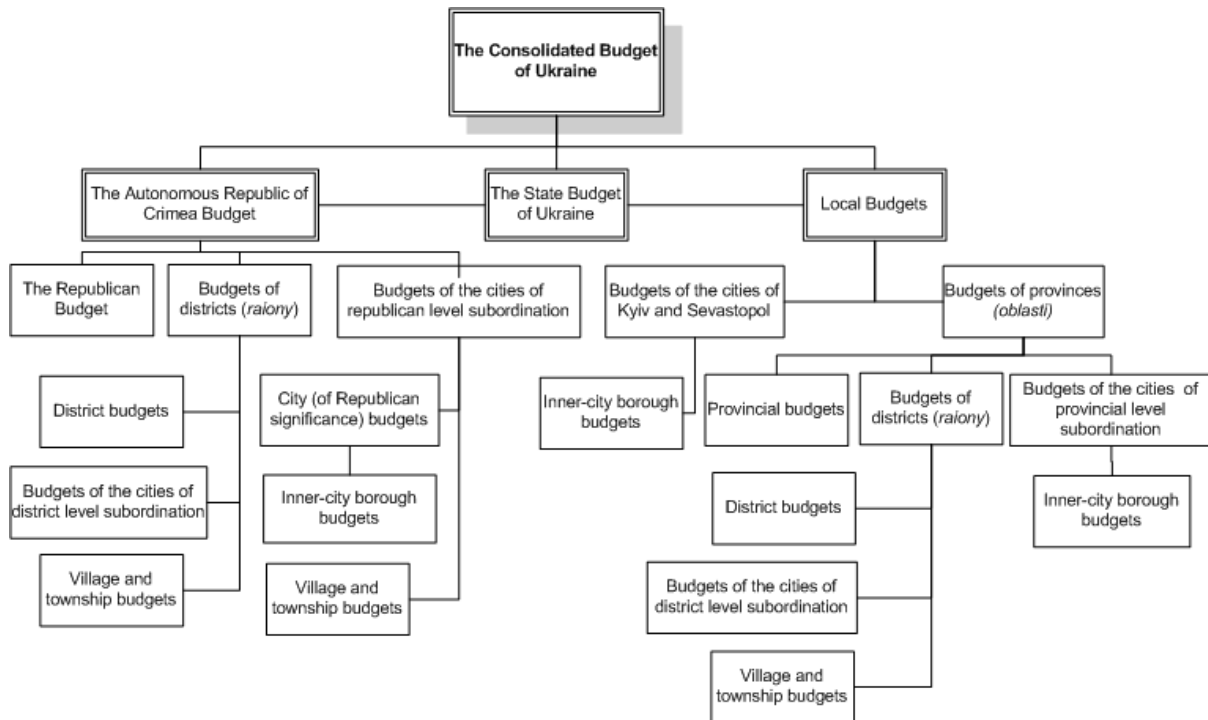 The Consolidated Budget
of Ukraine
The Autonomous Republic of
Crimea Budget
The State Budget
of Ukraine
Local Budgets
The Republican
Budget
Budgets of
districts (raiony)
Budgets of the cities of
republican level subordination
Budgets of the cities of
Kyiv and Sevastopol
Budgets of provinces
(oblasti)
District budgets
City (of Republican
significance) budgets
Inner-city borough
budgets
Provincial budgets
Budgets of
districts (raiony)
Budgets of the cities of
provincial level
subordination
Budgets of the cities of
district level subordination
Inner-city borough
budgets
District budgets
Inner-city borough
budgets
Village and
township budgets
Village and
township budgets
Budgets of the cities of
district level subordination
Village and
township budgets